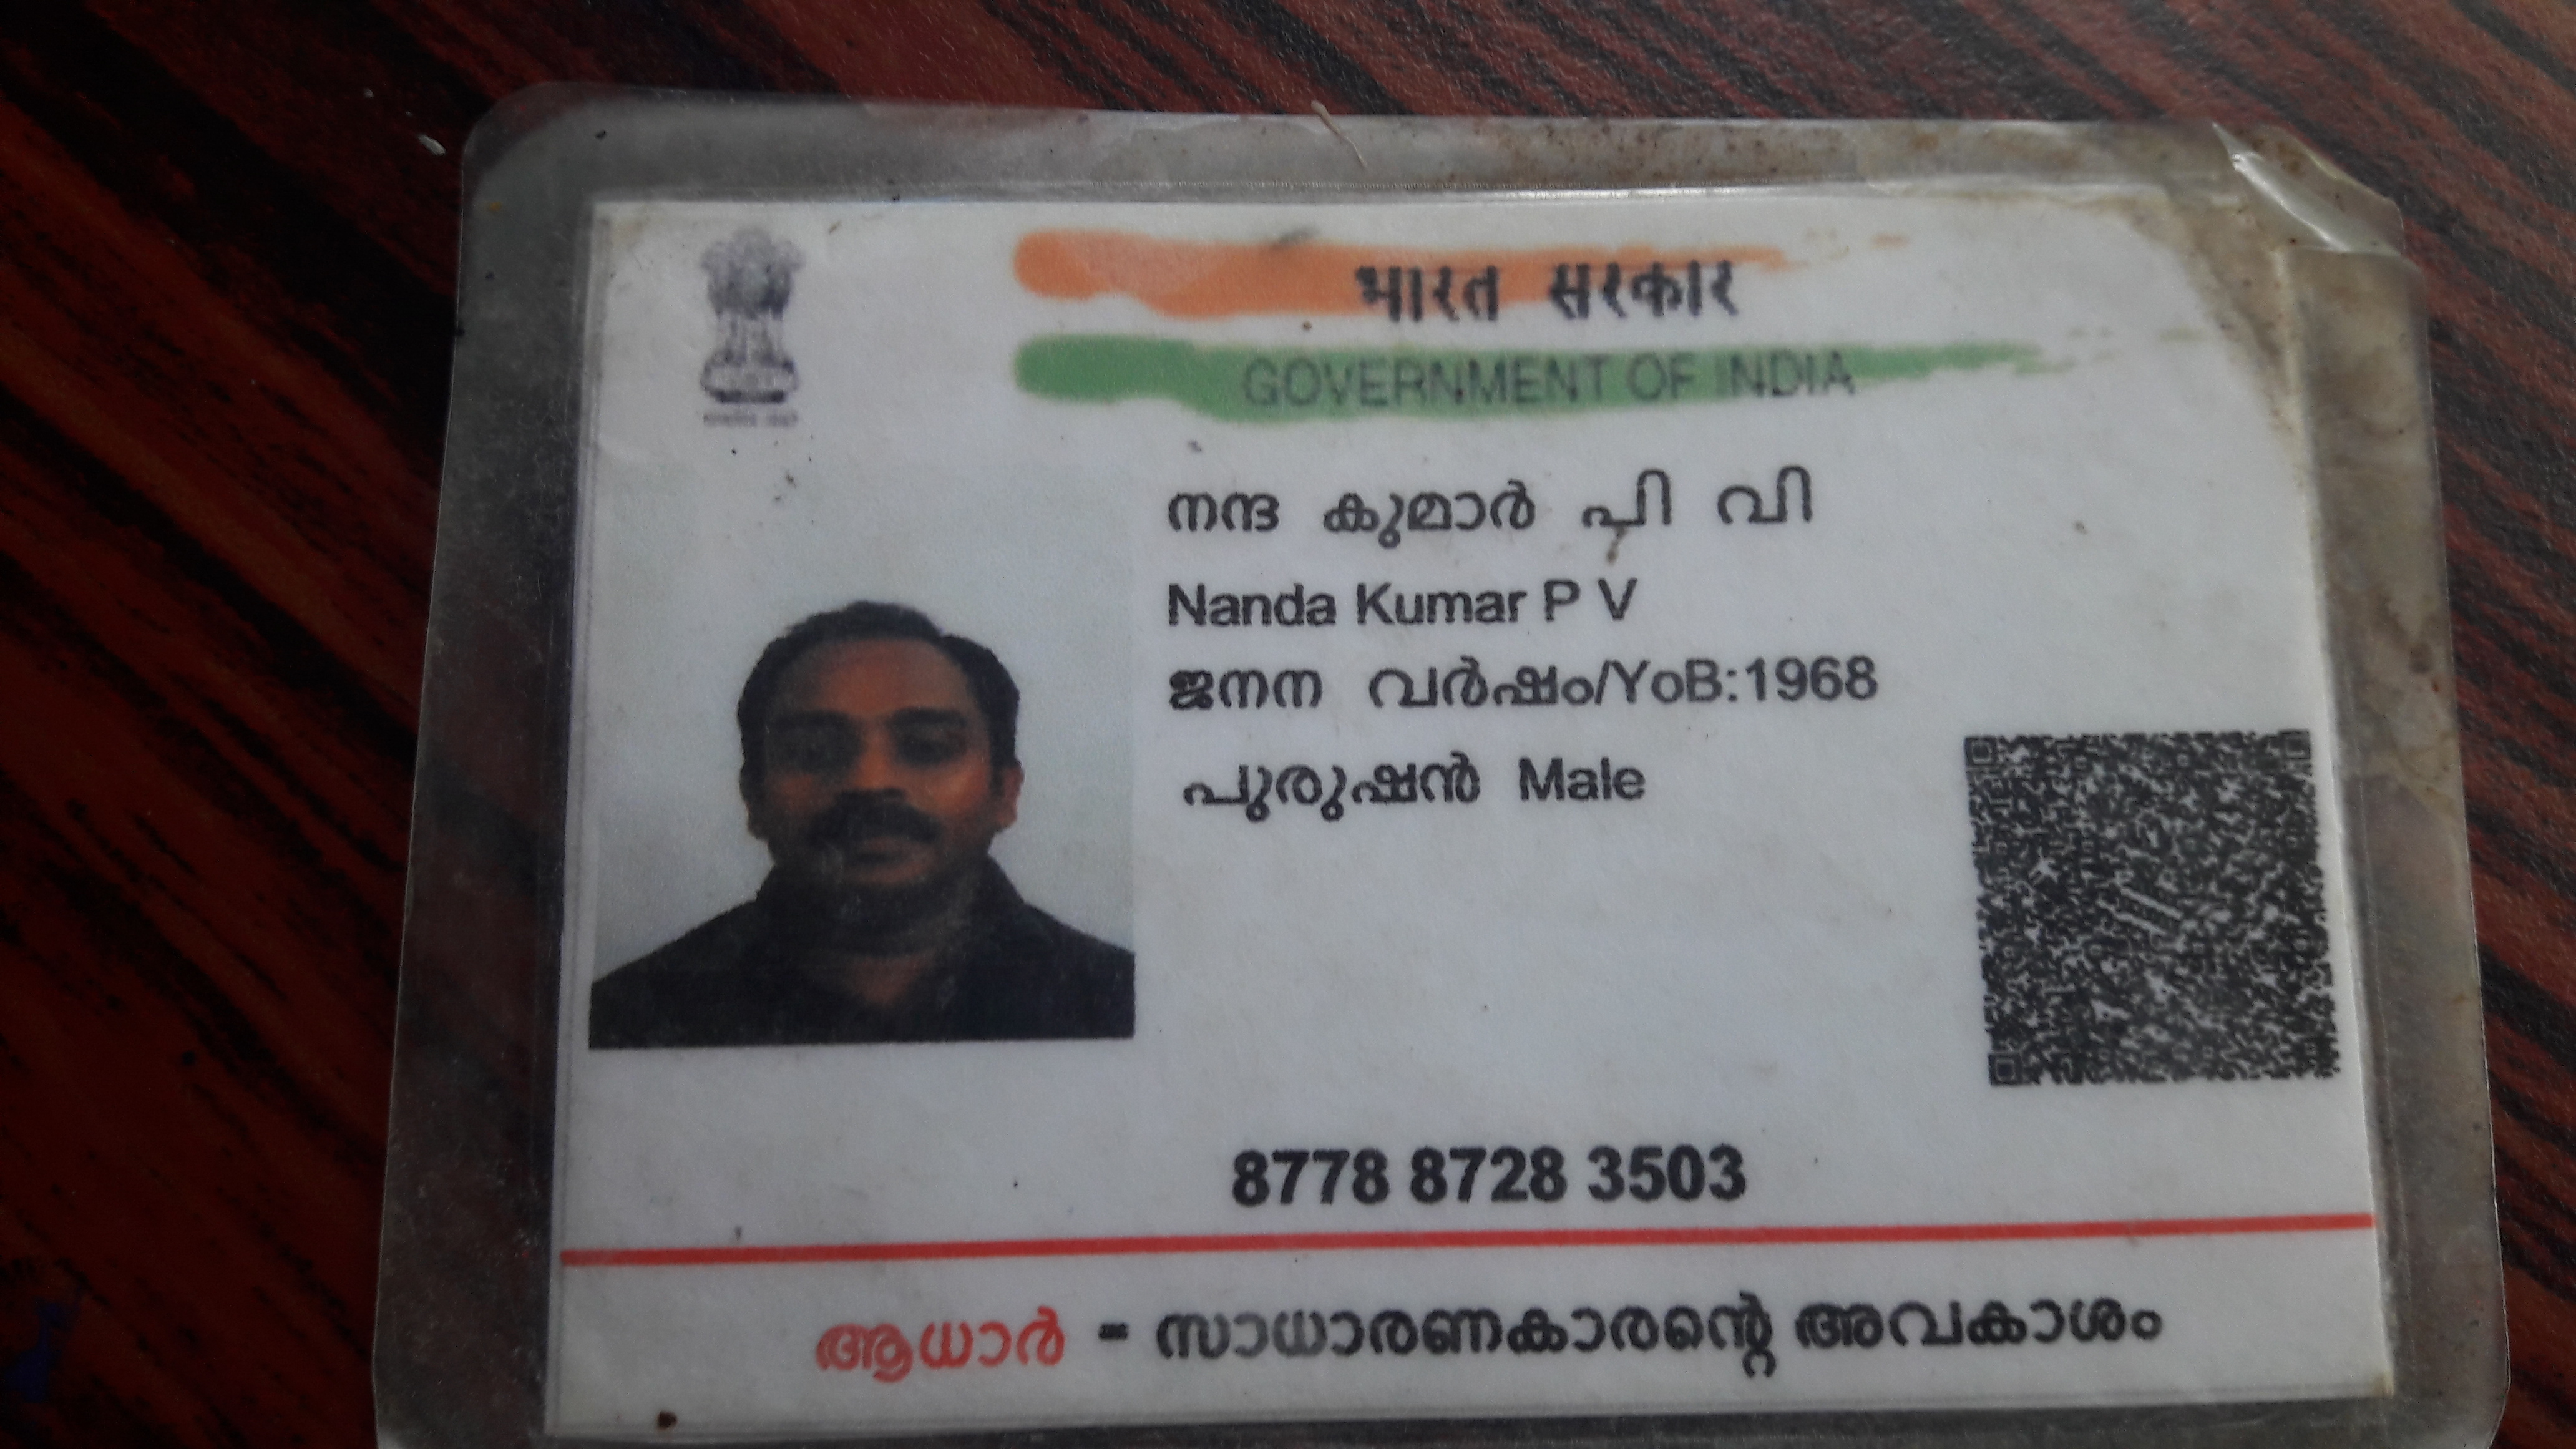 भारत सरकार
GOVERNMENT OF INDIA
നന്ദ കുമാർ പി വി
Nanda Kumar P V
ജനന വർഷം/YoB:1968
പുരുഷൻ Male
8778 8728 3503
ആധാർ - സാധാരണക്കാരന്റെ അവകാശം